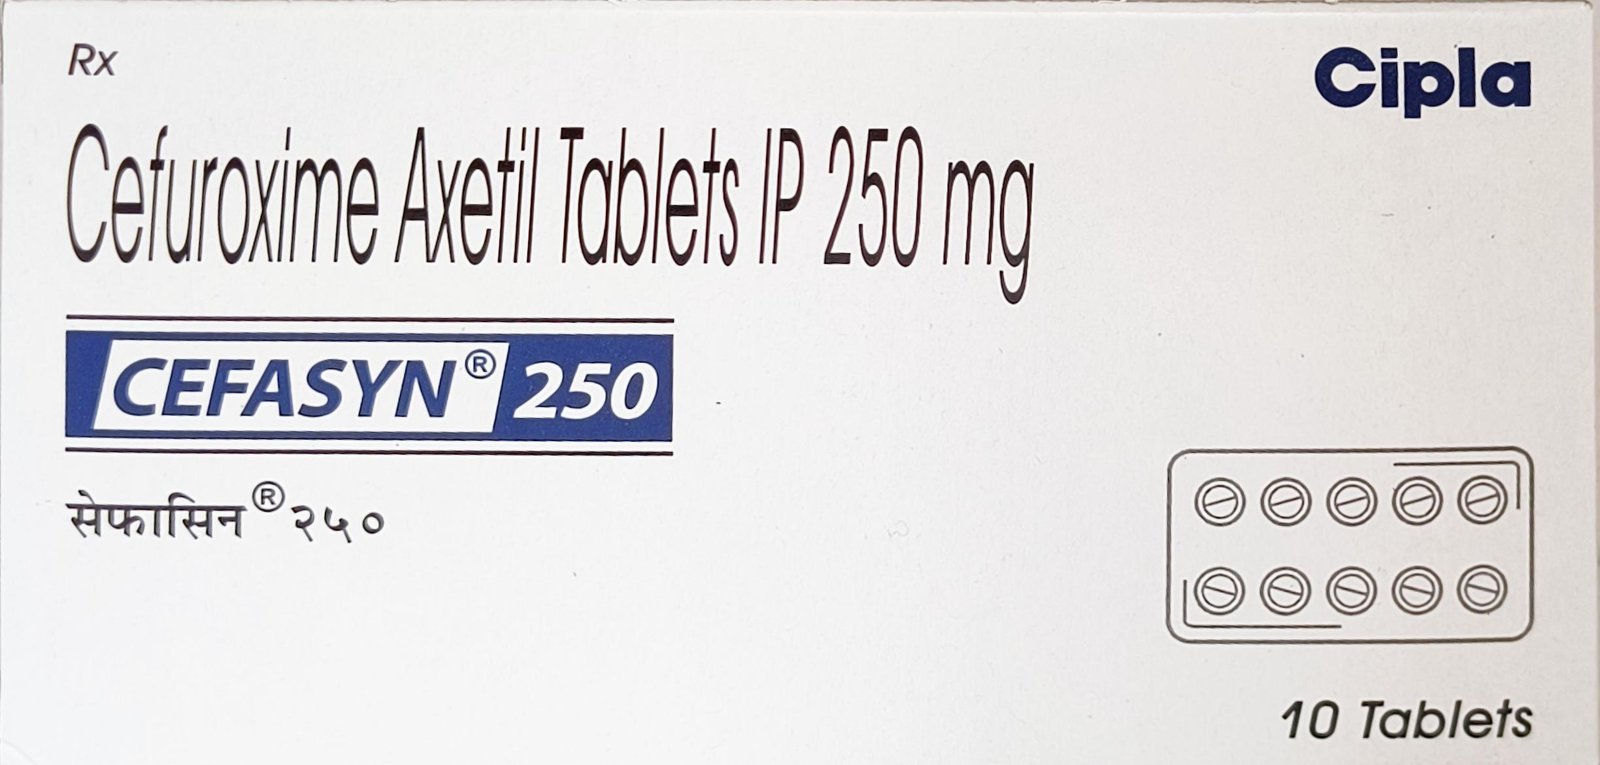 Rx
Cipla
Cefuroxime Axetil Tablets IP 250 mg
CEFASYN® 250
सेफासिन® २५०
10 Tablets